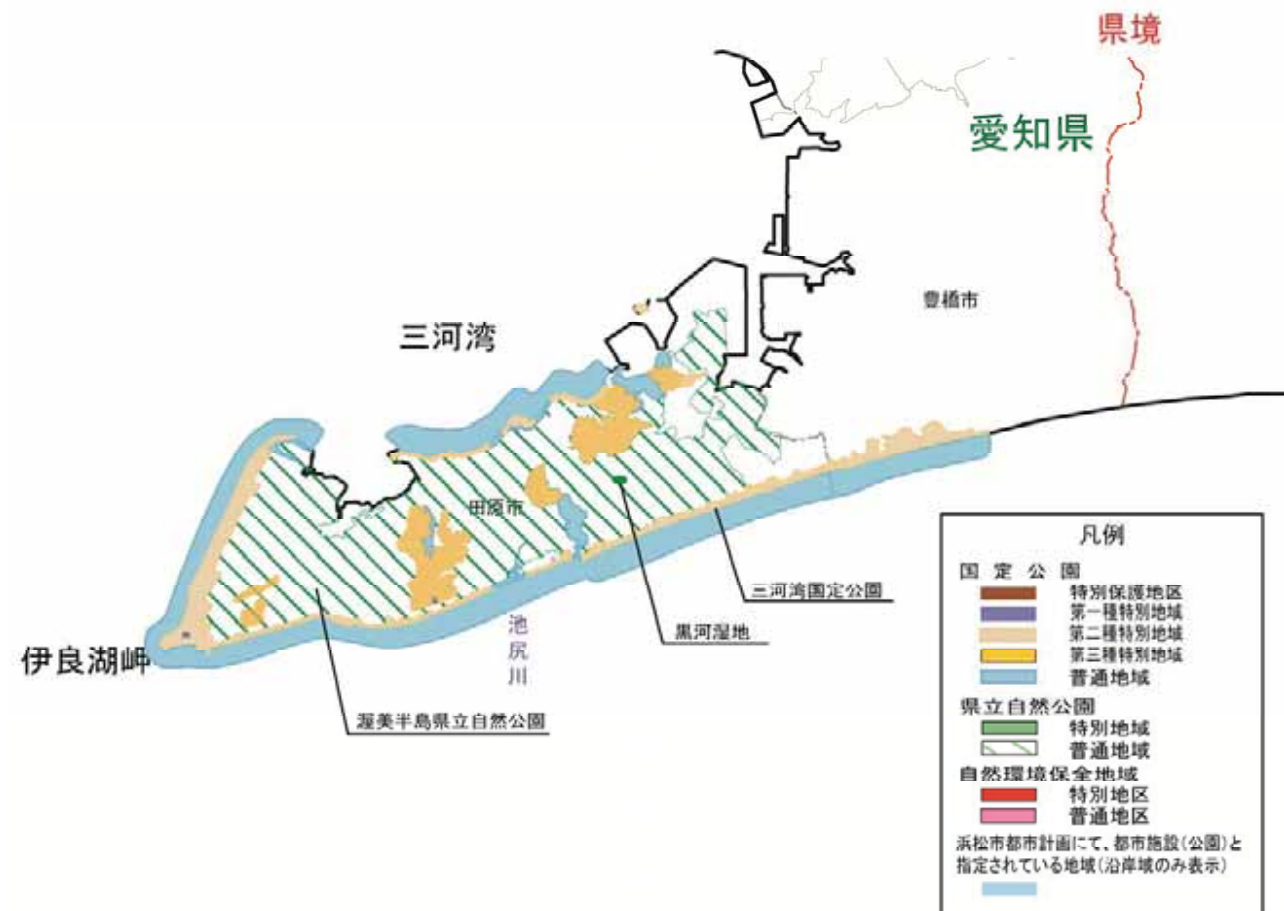 県境
愛知県
豊橋市
三河湾
田原市
三河湾国定公園
黒河湿地
池尻川
伊良湖岬
渥美半島県立自然公園
凡例
国定公園
特別保護地区
第一種特別地域
第二種特別地域
第三種特別地域
普通地域
県立自然公園
特別地域
普通地域
自然環境保全地域
特別地区
普通地区
浜松市都市計画にて、都市施設(公園)と
指定されている地域(沿岸域のみ表示)